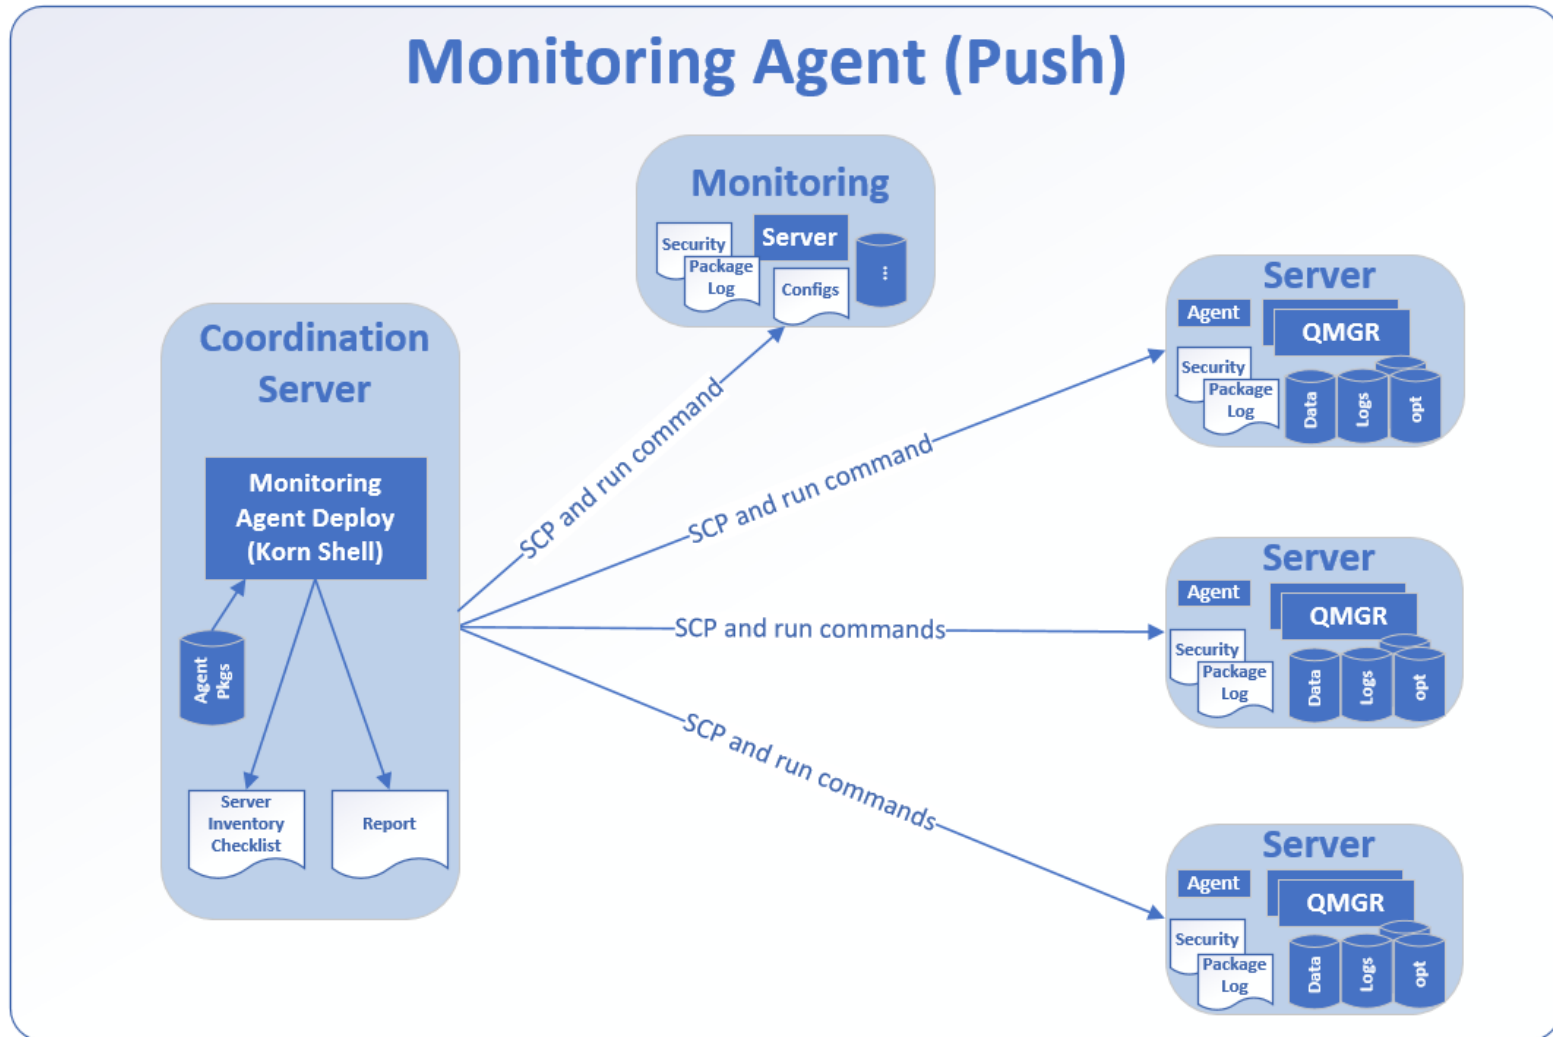 Monitoring Agent (Push)
Monitoring
Security
Server
Package
Log
Configs
...
Coordination
Server
Monitoring
Agent Deploy
(Korn Shell)
Agent
Pkgs
Server
Inventory
Checklist
Report
SCP and run command
SCP and run command
SCP and run commands
SCP and run commands
Server
Agent
QMGR
Security
Package
Log
Data
Logs
opt
Server
Agent
QMGR
Security
Package
Log
Data
Logs
opt
Server
Agent
QMGR
Security
Package
Log
Data
Logs
opt